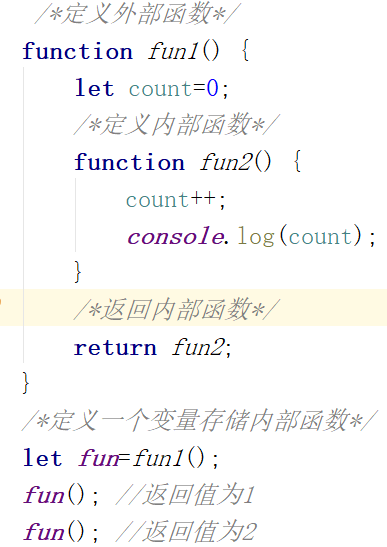 /*定义外部函数*/
function fun1() {
let count=0;
/*定义内部函数*/
function fun2() {
count++;
console.log(count);
}
/*返回内部函数*/
return fun2;
}
/*定义一个变量存储内部函数*/
let fun=fun1();
fun(); //返回值为1
fun(); //返回值为2